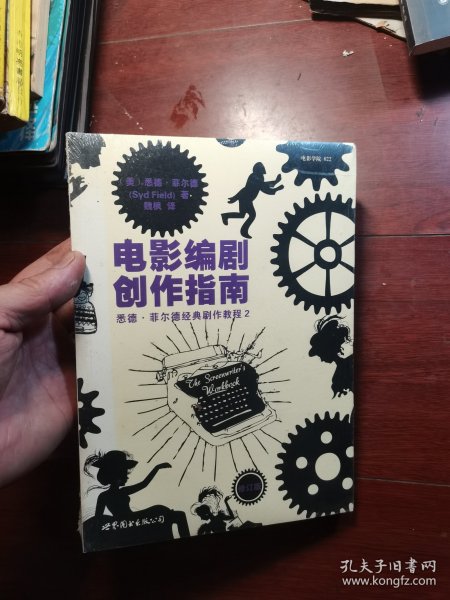 电影学院 022
(美)悉德·菲尔德
(Syd Field) 著
魏枫 译
电影编剧
创作指南
悉德·菲尔德经典剧作教程2
The Screenwriter's
Workbook
修订版
世界图书出版公司
孔夫子旧书网
www.kongfz.com